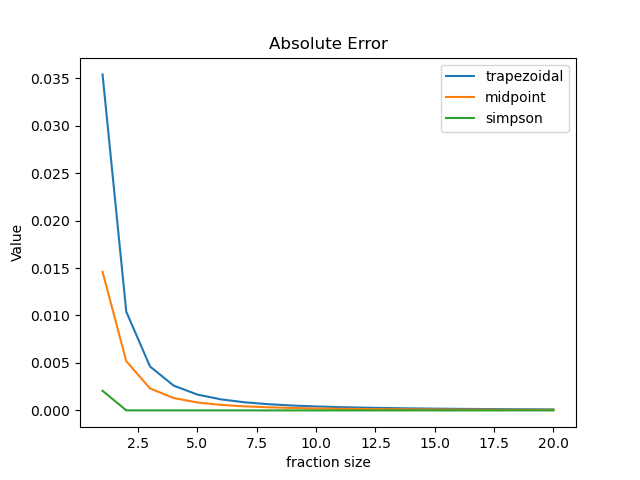 Absolute Error
trapezoidal
midpoint
simpson
0.035
0.030
0.025
0.020
0.015
0.010
0.005
0.000
Value
2.5 5.0 7.5 10.0 12.5 15.0 17.5 20.0
fraction size